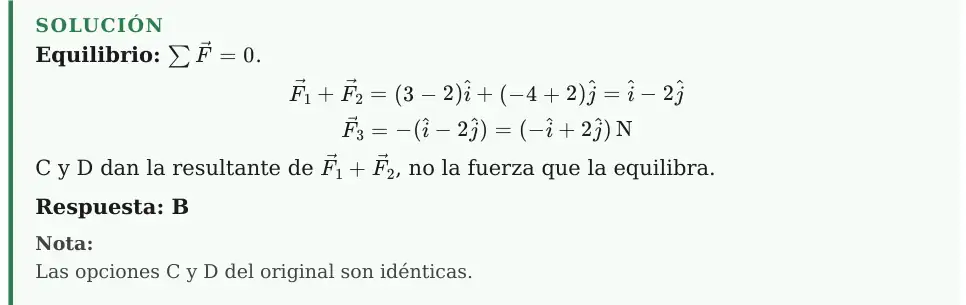 SOLUCIÓN
Equilibrio: ∑ F⃗ = 0.
F⃗₁ + F⃗₂ = (3 − 2)î + (−4 + 2)ĵ = î − 2ĵ
F⃗₃ = −(î − 2ĵ) = (−î + 2ĵ) N
C y D dan la resultante de F⃗₁ + F⃗₂, no la fuerza que la equilibra.
Respuesta: B
Nota:
Las opciones C y D del original son idénticas.